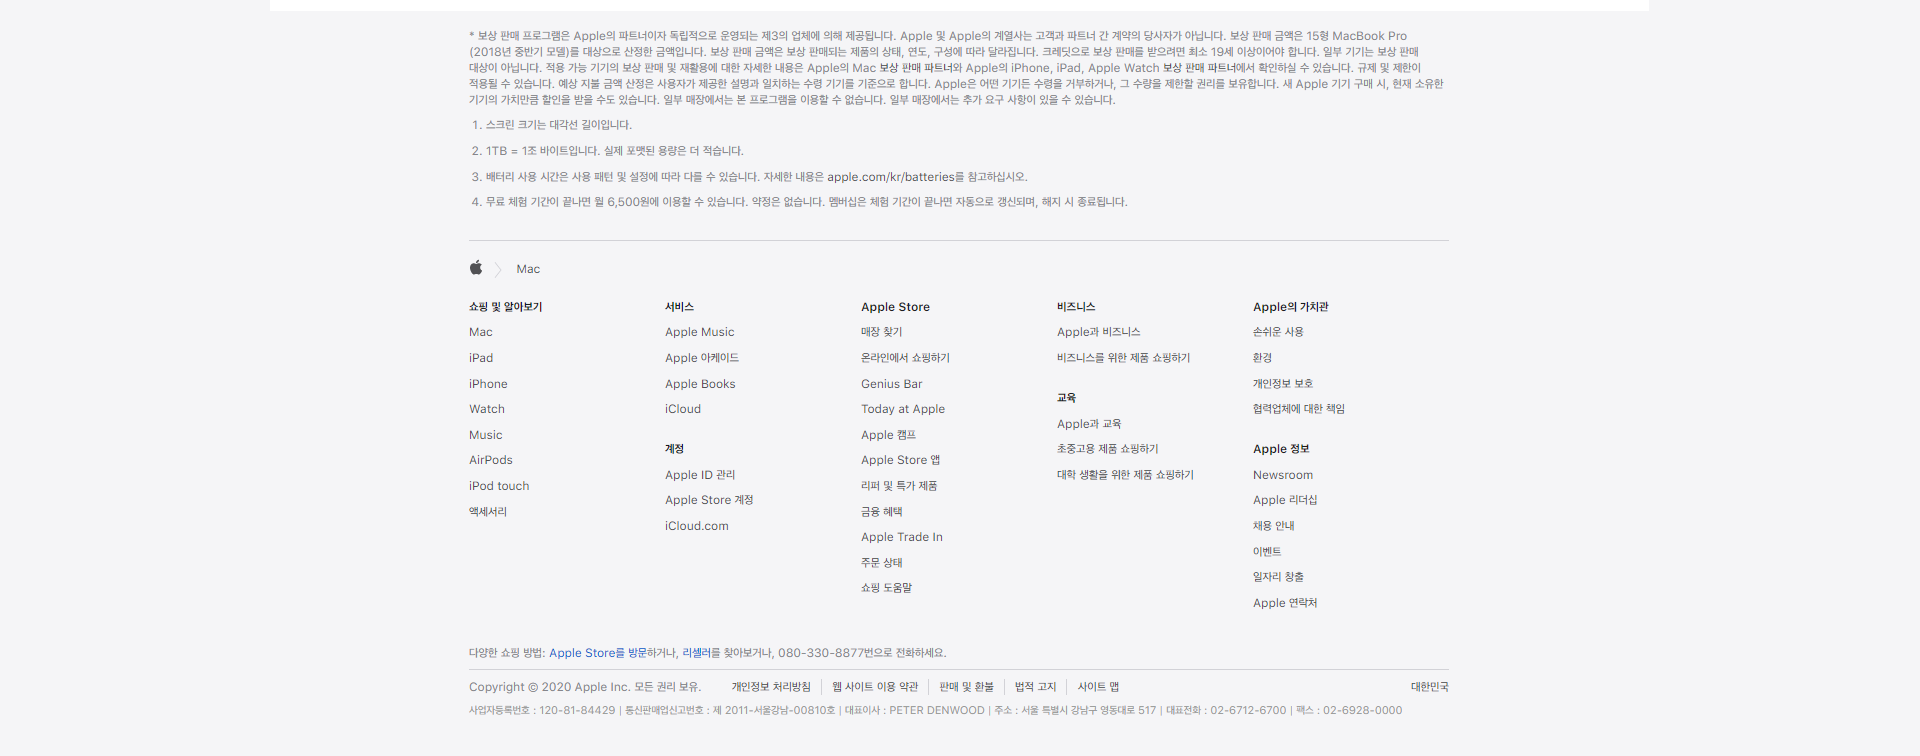 * 보상 판매 프로그램은 Apple의 파트너이자 독립적으로 운영되는 제3의 업체에 의해 제공됩니다. Apple 및 Apple의 계열사는 고객과 파트너 간 계약의 당사자가 아닙니다. 보상 판매 금액은 15형 MacBook Pro
(2018년 중반기 모델)를 대상으로 산정한 금액입니다. 보상 판매 금액은 보상 판매되는 제품의 상태, 연도, 구성에 따라 달라집니다. 크레딧으로 보상 판매를 받으려면 최소 19세 이상이어야 합니다. 일부 기기는 보상 판매
대상이 아닙니다. 적용 가능 기기의 보상 판매 및 재활용에 대한 자세한 내용은 Apple의 Mac 보상 판매 파트너와 Apple의 iPhone, iPad, Apple Watch 보상 판매 파트너에서 확인하실 수 있습니다. 규제 및 제한이
적용될 수 있습니다. 예상 지불 금액 산정은 사용자가 제공한 설명과 일치하는 수령 기기를 기준으로 합니다. Apple은 어떤 기기든 수령을 거부하거나, 그 수량을 제한할 권리를 보유합니다. 새 Apple 기기 구매 시, 현재 소유한
기기의 가치만큼 할인을 받을 수도 있습니다. 일부 매장에서는 본 프로그램을 이용할 수 없습니다. 일부 매장에서는 추가 요구 사항이 있을 수 있습니다.
1. 스크린 크기는 대각선 길이입니다.
2. 1TB = 1조 바이트입니다. 실제 포맷된 용량은 더 적습니다.
3. 배터리 사용 시간은 사용 패턴 및 설정에 따라 다를 수 있습니다. 자세한 내용은 apple.com/kr/batteries를 참고하십시오.
4. 무료 체험 기간이 끝나면 월 6,500원에 이용할 수 있습니다. 약정은 없습니다. 멤버십은 체험 기간이 끝나면 자동으로 갱신되며, 해지 시 종료됩니다.
Mac
쇼핑 및 알아보기
Mac
iPad
iPhone
Watch
Music
AirPods
iPod touch
액세서리
서비스
Apple Music
Apple 아케이드
Apple Books
iCloud
계정
Apple ID 관리
Apple Store 계정
iCloud.com
Apple Store
매장 찾기
온라인에서 쇼핑하기
Genius Bar
Today at Apple
Apple 캠프
Apple Store 앱
리퍼 및 특가 제품
금융 혜택
Apple Trade In
주문 상태
쇼핑 도움말
비즈니스
Apple과 비즈니스
비즈니스를 위한 제품 쇼핑하기
교육
Apple과 교육
초중고용 제품 쇼핑하기
대학 생활을 위한 제품 쇼핑하기
Apple의 가치관
손쉬운 사용
환경
개인정보 보호
협력업체에 대한 책임
Apple 정보
Newsroom
Apple 리더십
채용 안내
이벤트
일자리 창출
Apple 연락처
다양한 쇼핑 방법: Apple Store를 방문하거나, 리셀러를 찾아보거나, 080-330-8877번으로 전화하세요.
Copyright © 2020 Apple Inc. 모든 권리 보유. 개인정보 처리방침 웹 사이트 이용 약관 판매 및 환불 법적 고지 사이트 맵 대한민국
사업자등록번호 : 120-81-84429 | 통신판매업신고번호 : 제 2011-서울강남-00810호 | 대표이사 : PETER DENWOOD | 주소 : 서울 특별시 강남구 영동대로 517 | 대표전화 : 02-6712-6700 | 팩스 : 02-6928-0000